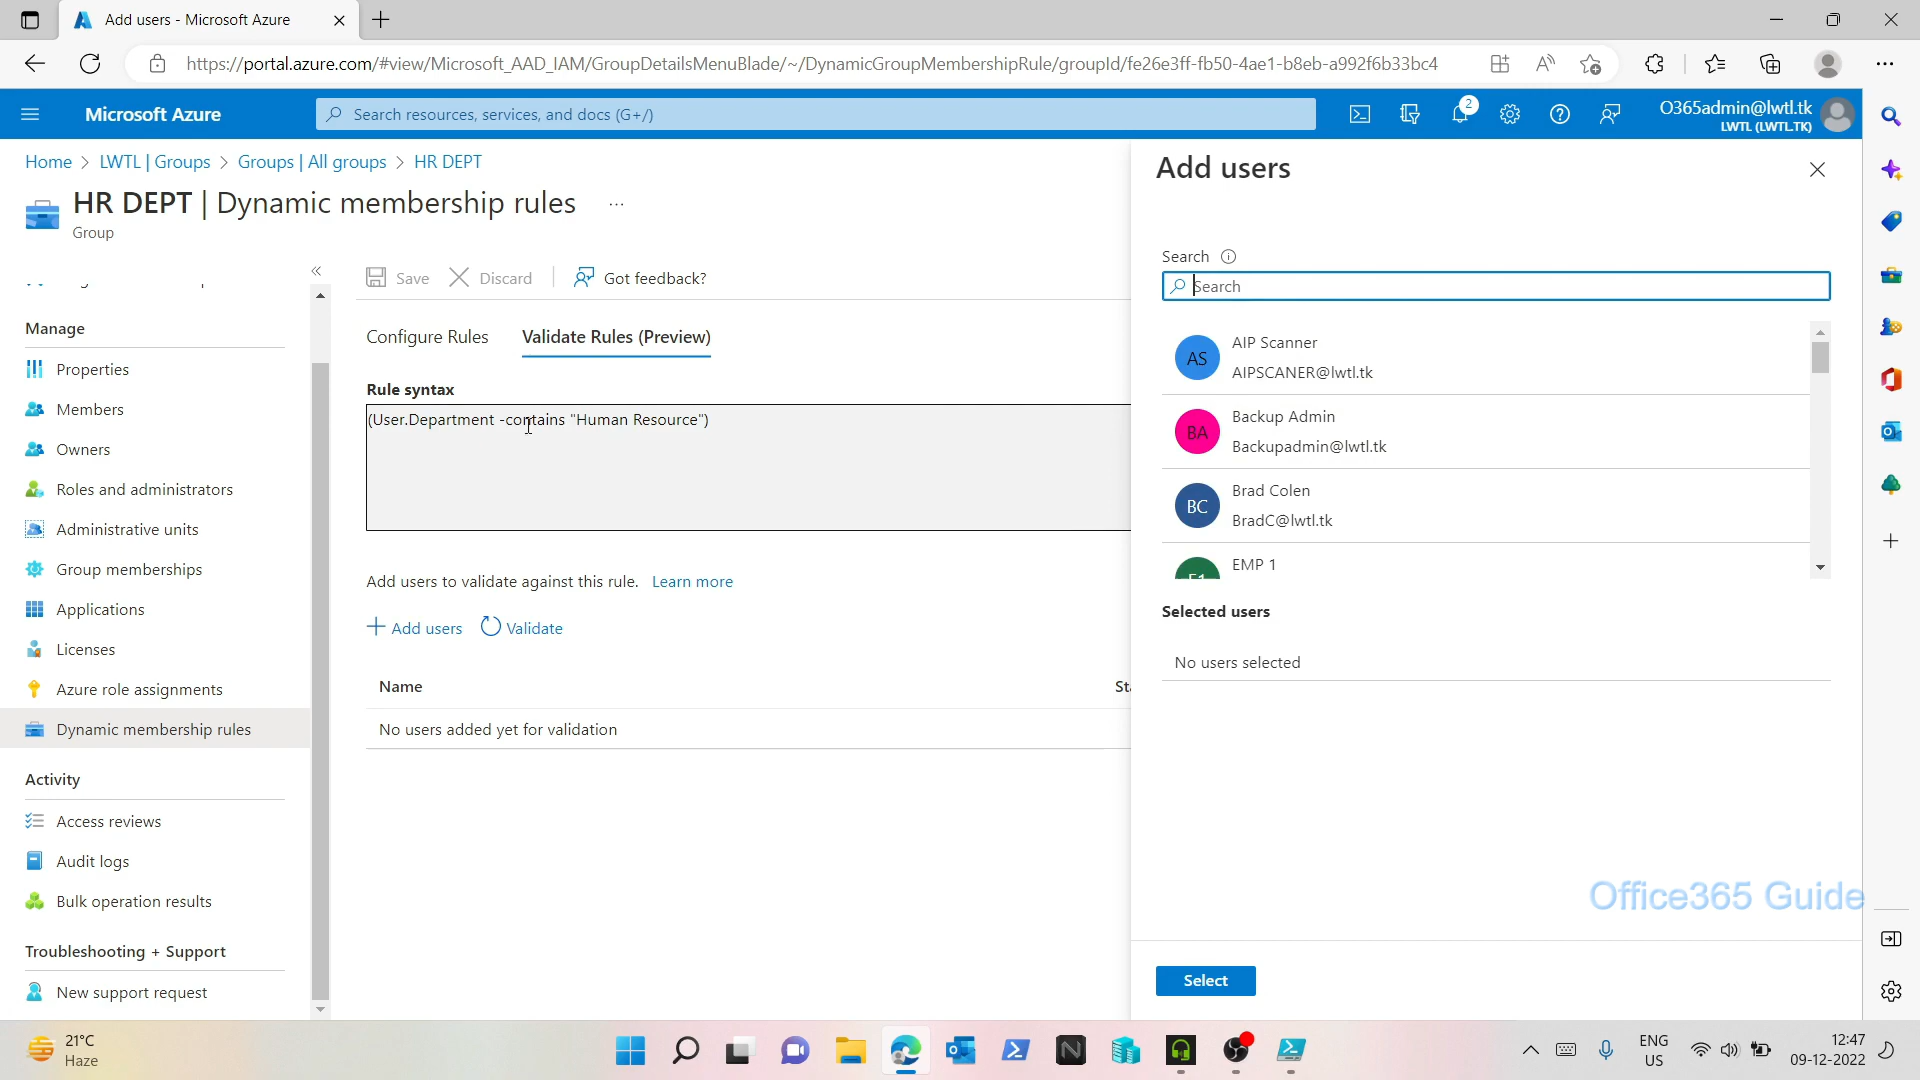 Add users - Microsoft Azure
https://portal.azure.com/#view/Microsoft_AAD_IAM/GroupDetailsMenuBlade/~/DynamicGroupMembershipRule/groupId/fe26e3ff-fb50-4ae1-b8eb-a992f6b33bc4
Microsoft Azure
Search resources, services, and docs (G+/)
2
O365admin@lwtl.tk
LWTL (LWTL.TK)
Home > LWTL | Groups > Groups | All groups > HR DEPT
HR DEPT | Dynamic membership rules ...
Group
Save Discard Got feedback?
Manage
Properties
Members
Owners
Roles and administrators
Administrative units
Group memberships
Applications
Licenses
Azure role assignments
Dynamic membership rules
Activity
Access reviews
Audit logs
Bulk operation results
Troubleshooting + Support
New support request
Configure Rules Validate Rules (Preview)
Rule syntax
(User.Department -contains "Human Resource")
Add users to validate against this rule. Learn more
Add users Validate
Name
No users added yet for validation
Add users
Search
Search
AS AIP Scanner
AIPSCANER@lwtl.tk
BA Backup Admin
Backupadmin@lwtl.tk
BC Brad Colen
BradC@lwtl.tk
E1 EMP 1
Selected users
No users selected
Office365 Guide
Select
21°C
Haze
ENG
US
12:47
09-12-2022